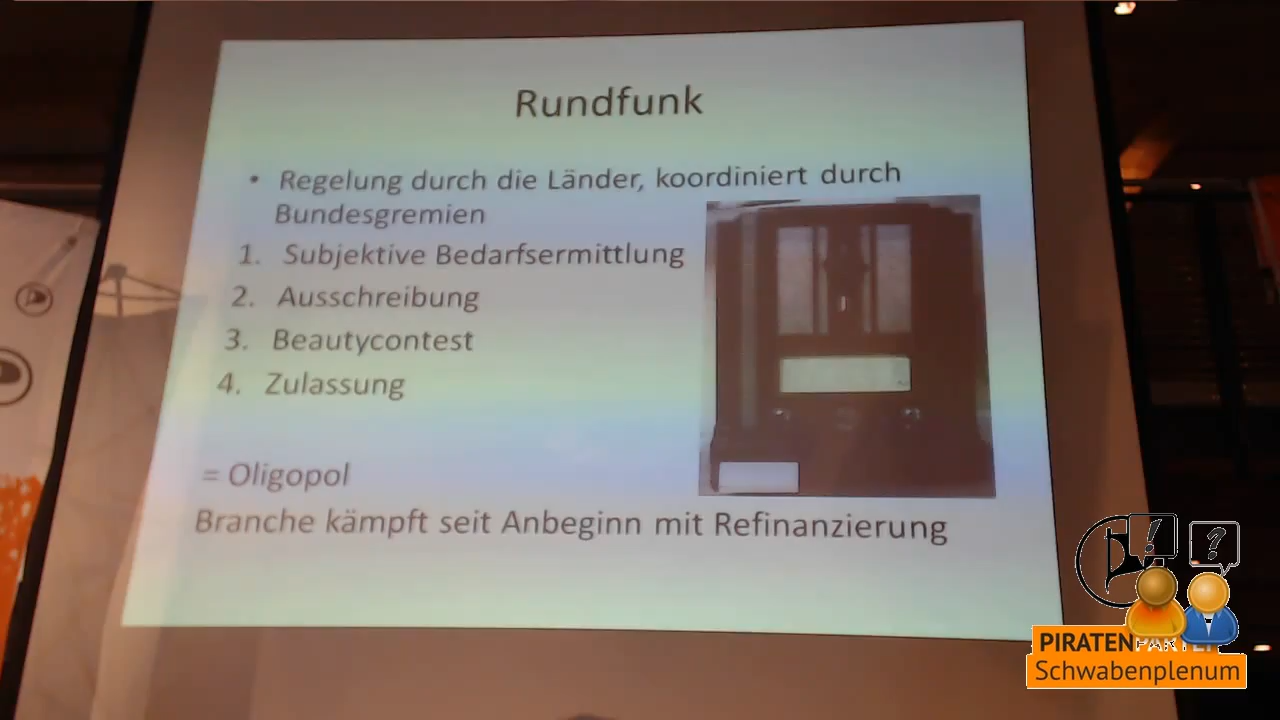 Rundfunk
• Regelung durch die Länder, koordiniert durch
Bundesgremien
1. Subjektive Bedarfsermittlung
2. Ausschreibung
3. Beautycontest
4. Zulassung
= Oligopol
Branche kämpft seit Anbeginn mit Refinanzierung
! ?
PIRATENPARTEI
Schwabenplenum